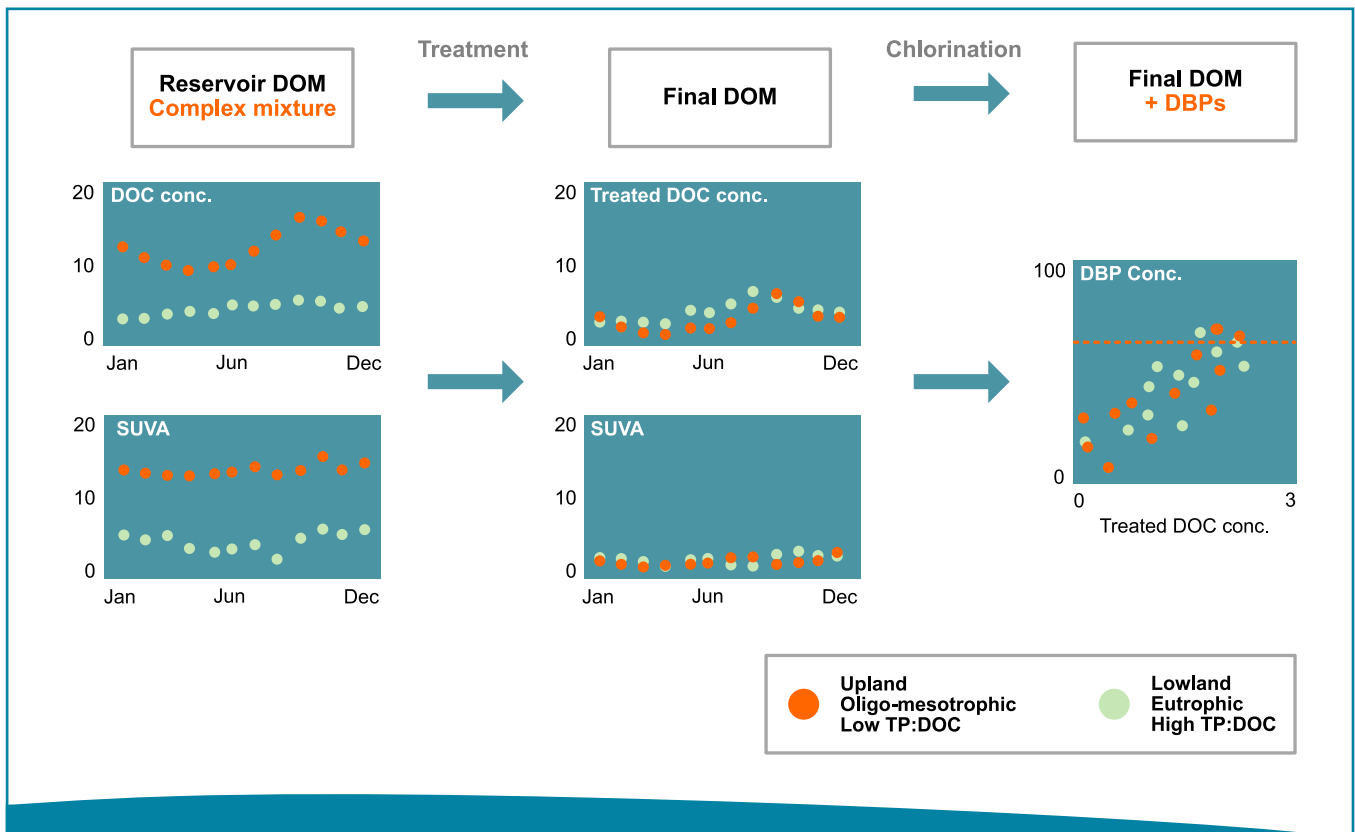 Treatment
Chlorination
Reservoir DOM
Complex mixture
Final DOM
Final DOM
+ DBPs
20
10
0
DOC conc.
Jan
Jun
Dec
20
10
0
Treated DOC conc.
Jan
Jun
Dec
100
0
DBP Conc.
0
3
Treated DOC conc.
20
10
0
SUVA
Jan
Jun
Dec
20
10
0
SUVA
Jan
Jun
Dec
Upland
Oligo-mesotrophic
Low TP:DOC
Lowland
Eutrophic
High TP:DOC